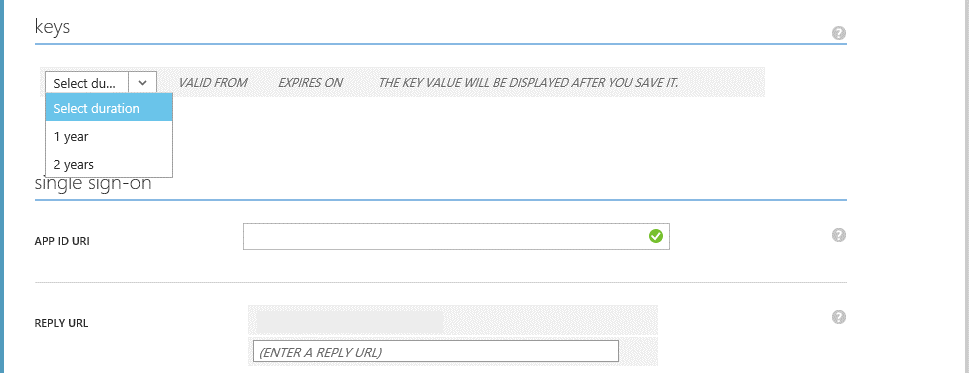 keys
Select du... VALID FROM EXPIRES ON THE KEY VALUE WILL BE DISPLAYED AFTER YOU SAVE IT.
Select duration
1 year
2 years
single sign-on
APP ID URI
REPLY URL
(ENTER A REPLY URL)